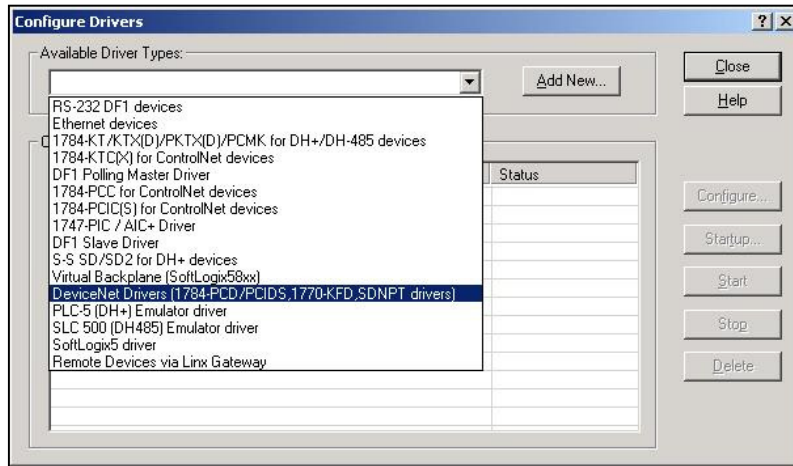 Configure Drivers
Available Driver Types:
Add New...
Close
Help
RS-232 DF1 devices
Ethernet devices
1784-KT/KTX(D)/PKTX(D)/PCMK for DH+/DH-485 devices
1784-KTC(X) for ControlNet devices
DF1 Polling Master Driver
1784-PCC for ControlNet devices
1784-PCIC(S) for ControlNet devices
1747-PIC / AIC+ Driver
DF1 Slave Driver
S-S SD/SD2 for DH+ devices
Virtual Backplane (SoftLogix58xx)
DeviceNet Drivers (1784-PCD/PCIDS,1770-KFD,SDNPT drivers)
PLC-5 (DH+) Emulator driver
SLC 500 (DH485) Emulator driver
SoftLogix5 driver
Remote Devices via Linx Gateway
Status
Configure...
Startup...
Start
Stop
Delete